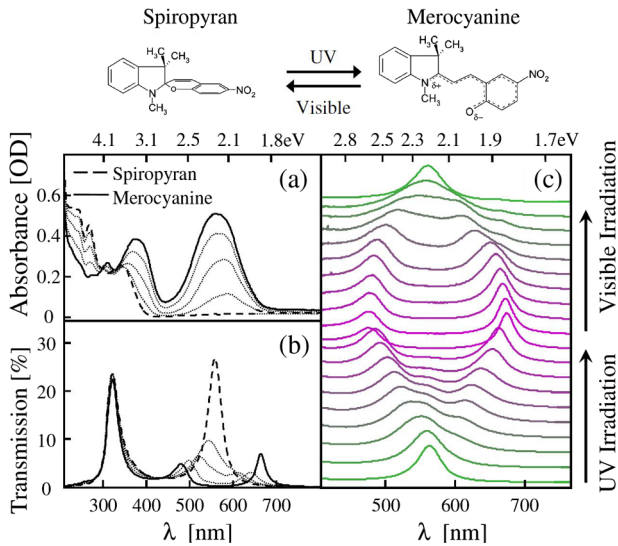 Spiropyran
Merocyanine
H₃C
CH₃
N
O
CH₃
NO₂
UV
Visible
H₃C
CH₃
N
δ+
CH₃
O
δ−
NO₂
4.1 3.1 2.5 2.1 1.8eV
2.8 2.5 2.3 2.1 1.9 1.7eV
Absorbance [OD]
0.6
0.4
0.2
0
Spiropyran
Merocyanine
(a)
Transmission [%]
30
20
10
0
(b)
300 400 500 600 700
λ [nm]
(c)
500 600 700
λ [nm]
Visible Irradiation
UV Irradiation